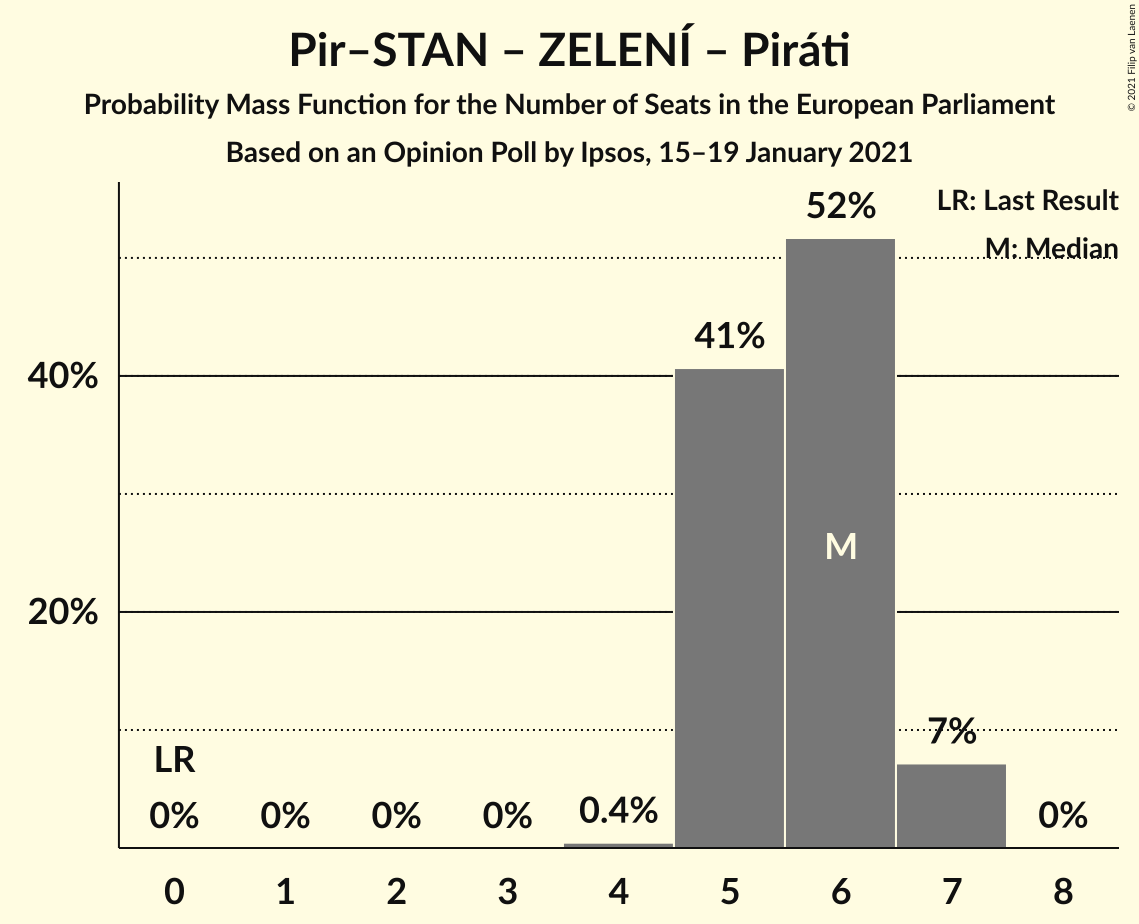 Pir–STAN – ZELENÍ – Piráti
Probability Mass Function for the Number of Seats in the European Parliament
Based on an Opinion Poll by Ipsos, 15–19 January 2021
© 2021 Filip van Laenen
LR: Last Result
M: Median
52%
41%
40%
M
20%
7%
LR
0% 0% 0% 0% 0.4% 0%
0 1 2 3 4 5 6 7 8